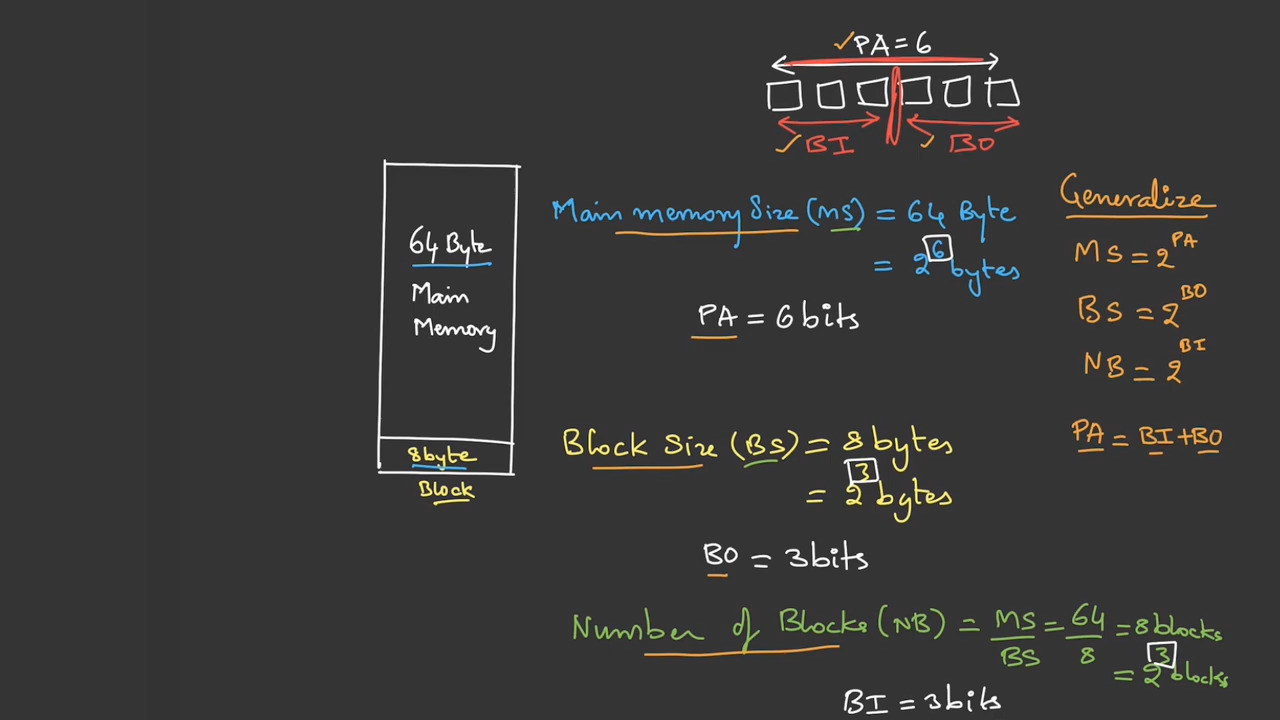 ✓PA = 6
✓BI ✓BO
64 Byte
Main
Memory
8byte
Block
Main memory Size (MS) = 64 Byte
= 2^6 bytes
PA = 6 bits
Block Size (BS) = 8 bytes
= 2^3 bytes
BO = 3 bits
Number of Blocks (NB) = MS/BS = 64/8 = 8 blocks
= 2^3 blocks
BI = 3 bits
Generalize
MS = 2^PA
BS = 2^BO
NB = 2^BI
PA = BI + BO